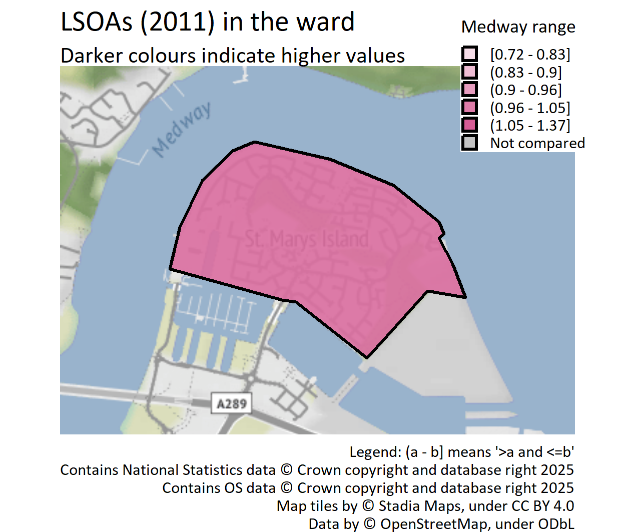 LSOAs (2011) in the ward
Darker colours indicate higher values
Medway range
[0.72 - 0.83]
(0.83 - 0.9]
(0.9 - 0.96]
(0.96 - 1.05]
(1.05 - 1.37]
Not compared
Medway
St. Marys Island
A289
Legend: (a - b] means '>a and <=b'
Contains National Statistics data © Crown copyright and database right 2025
Contains OS data © Crown copyright and database right 2025
Map tiles by © Stadia Maps, under CC BY 4.0
Data by © OpenStreetMap, under ODbL